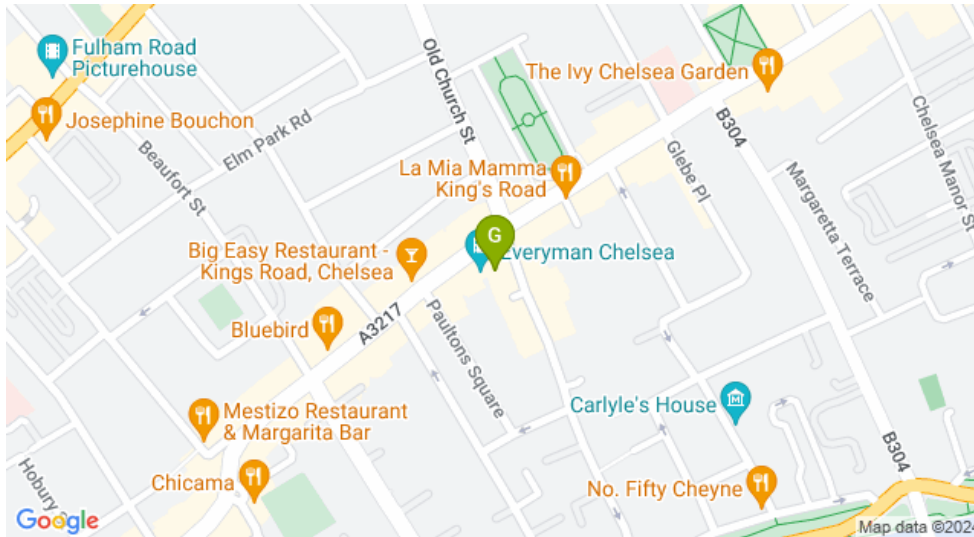 Fulham Road
Picturehouse
Josephine Bouchon
Beaufort St
Elm Park Rd
Old Church St
The Ivy Chelsea Garden
B304
Chelsea Manor St
La Mia Mamma
King's Road
Glebe Pl
Margaretta Terrace
Big Easy Restaurant -
Kings Road, Chelsea
G
Everyman Chelsea
Bluebird
A3217
Paultons Square
Mestizo Restaurant
& Margarita Bar
Carlyle's House
M
Chicama
Hobury
No. Fifty Cheyne
B304
Google
Map data ©2024